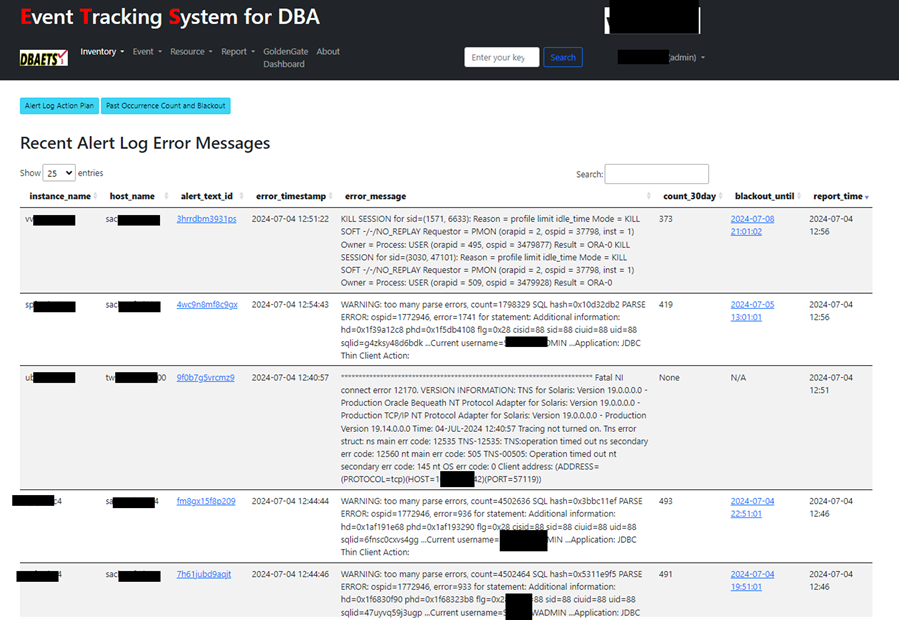 Event Tracking System for DBA
DBAETS
Inventory Event Resource Report GoldenGate Dashboard About
Enter your key Search admin)
Alert Log Action Plan Past Occurrence Count and Blackout
Recent Alert Log Error Messages
Show 25 entries
Search:
instance_name host_name alert_text_id error_timestamp error_message count_30day blackout_until report_time
sac 3hrrdbm3931ps 2024-07-04 12:51:22 KILL SESSION for sid=(1571, 6633): Reason = profile limit idle_time Mode = KILL 373 2024-07-08 2024-07-04
SOFT -/-/NO_REPLAY Requestor = PMON (orapid = 2, ospid = 37798, inst = 1) 21:01:02 12:56
Owner = Process: USER (orapid = 495, ospid = 3479877) Result = ORA-0 KILL
SESSION for sid=(3030, 47101): Reason = profile limit idle_time Mode = KILL
SOFT -/-/NO_REPLAY Requestor = PMON (orapid = 2, ospid = 37798, inst = 1)
Owner = Process: USER (orapid = 509, ospid = 3479928) Result = ORA-0
sp sac 4wc9n8mf8c9gx 2024-07-04 12:54:43 WARNING: too many parse errors, count=1798329 SQL hash=0x10d32db2 PARSE 419 2024-07-05 2024-07-04
ERROR: ospid=1772946, error=1741 for statement: Additional information: 13:01:01 12:56
hd=0x1f39a12c8 phd=0x1f5db4108 flg=0x28 cisid=88 sid=88 ciuid=88 uid=88
sqlid=g4zksy48d6bdk ...Current username= DMIN ...Application: JDBC
Thin Client Action:
ub tw 00 9f0b7g5vrcmz9 2024-07-04 12:40:57 *********************************************************************** Fatal NI None N/A 2024-07-04
connect error 12170. VERSION INFORMATION: TNS for Solaris: Version 19.0.0.0.0 - 12:51
Production Oracle Bequeath NT Protocol Adapter for Solaris: Version 19.0.0.0.0 -
Production TCP/IP NT Protocol Adapter for Solaris: Version 19.0.0.0.0 - Production
Version 19.14.0.0.0 Time: 04-JUL-2024 12:40:57 Tracing not turned on. Tns error
struct: ns main err code: 12535 TNS-12535: TNS:operation timed out ns secondary
err code: 12560 nt main err code: 505 TNS-00505: Operation timed out nt
secondary err code: 145 nt OS err code: 0 Client address: (ADDRESS=
(PROTOCOL=tcp)(HOST=1 42)(PORT=57119))
4 sa 4 fm8gx15f8p209 2024-07-04 12:44:44 WARNING: too many parse errors, count=4502636 SQL hash=0x3bbc11ef PARSE 493 2024-07-04 2024-07-04
ERROR: ospid=1772946, error=936 for statement: Additional information: 22:51:01 12:46
hd=0x1af191e68 phd=0x1af193290 flg=0x28 cisid=88 sid=88 ciuid=88 uid=88
sqlid=6fnsc0cxvs4gg ...Current username= MIN ...Application: JDBC
Thin Client Action:
4 sac 7h61jubd9aqjt 2024-07-04 12:44:46 WARNING: too many parse errors, count=4502464 SQL hash=0x5311e9f5 PARSE 491 2024-07-04 2024-07-04
ERROR: ospid=1772946, error=933 for statement: Additional information: 19:51:01 12:46
hd=0x1f6830f90 phd=0x1f68323b8 flg=0x2 88 sid=88 ciuid=88 uid=88
sqlid=47uyvq59j3ugp ...Current username= WADMIN ...Application: JDBC